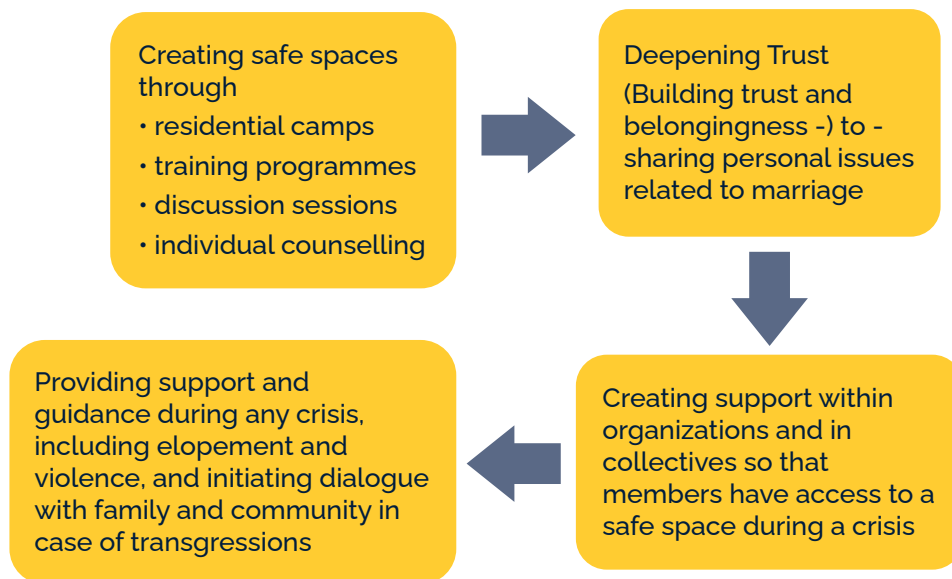 Creating safe spaces
through
• residential camps
• training programmes
• discussion sessions
• individual counselling
Deepening Trust
(Building trust and
belongingness -) to -
sharing personal issues
related to marriage
Creating support within
organizations and in
collectives so that
members have access to a
safe space during a crisis
Providing support and
guidance during any crisis,
including elopement and
violence, and initiating dialogue
with family and community in
case of transgressions